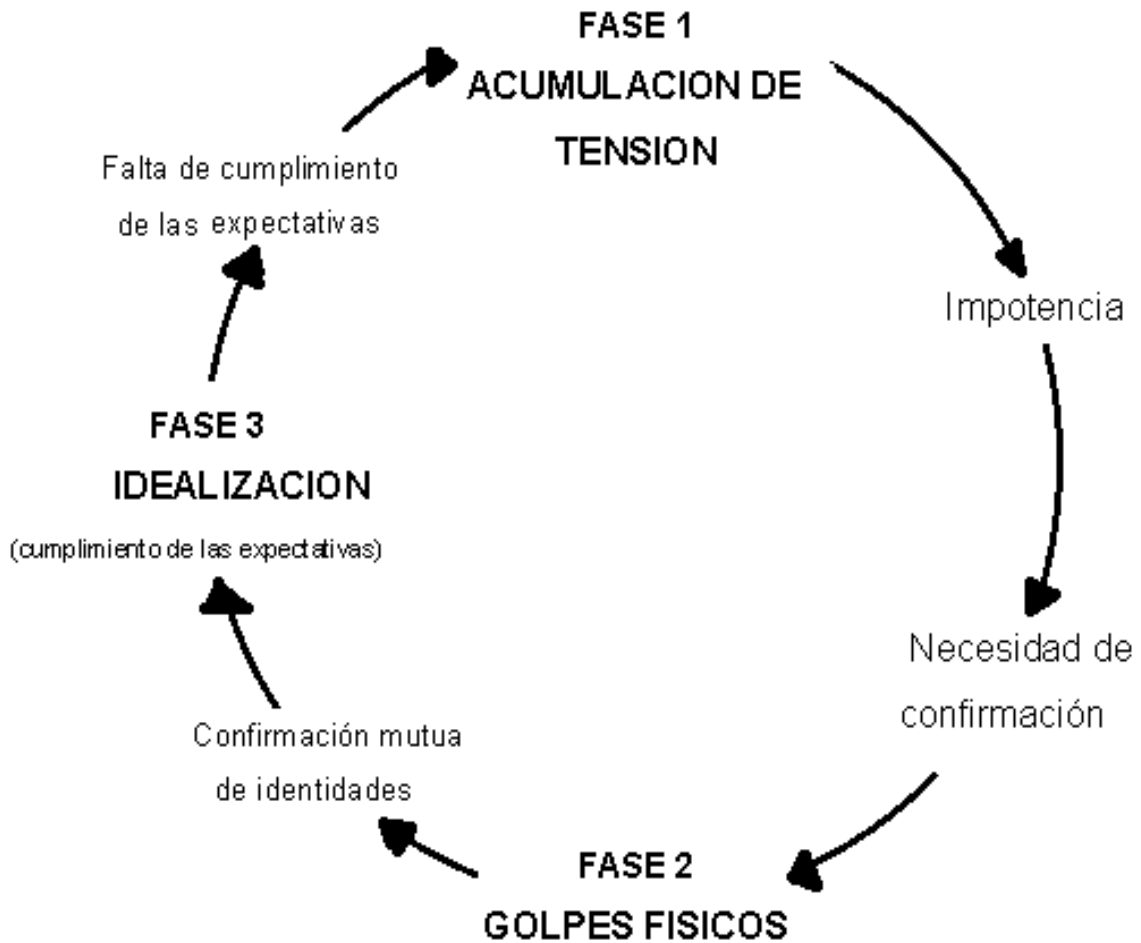 FASE 1
ACUMULACION DE
TENSION
Impotencia
Necesidad de
confirmación
FASE 2
GOLPES FISICOS
Confirmación mutua
de identidades
FASE 3
IDEALIZACION
(cumplimiento de las expectativas)
Falta de cumplimiento
de las expectativas